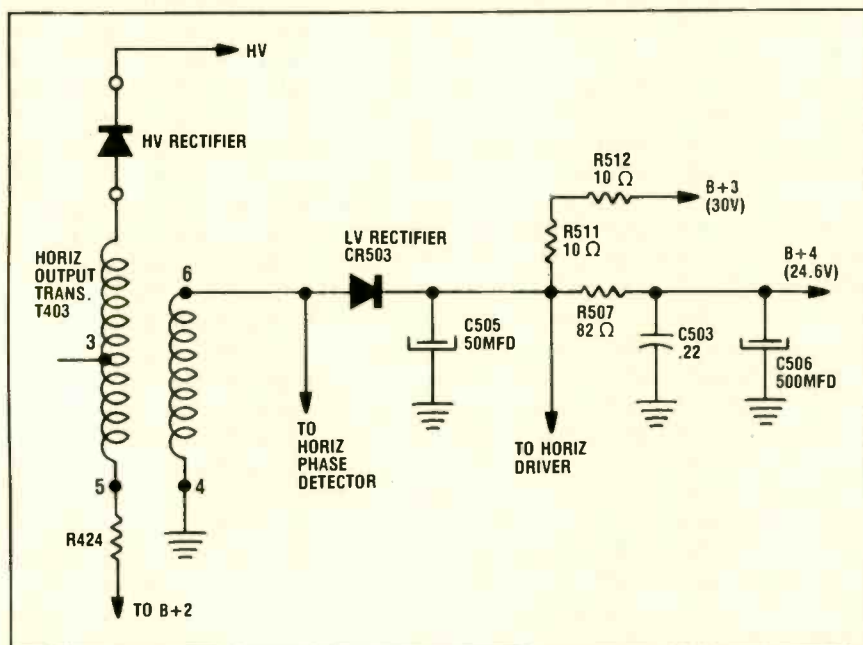 HV
HV RECTIFIER
HORIZ
OUTPUT
TRANS.
T403
3
5
R424
TO B+2
6
4
LV RECTIFIER
CR503
TO
HORIZ
PHASE
DETECTOR
C505
50MFD
R512
10 Ω
R511
10 Ω
B+3
(30V)
B+4
(24.6V)
R507
82 Ω
C503
.22
C506
500MFD
TO HORIZ
DRIVER